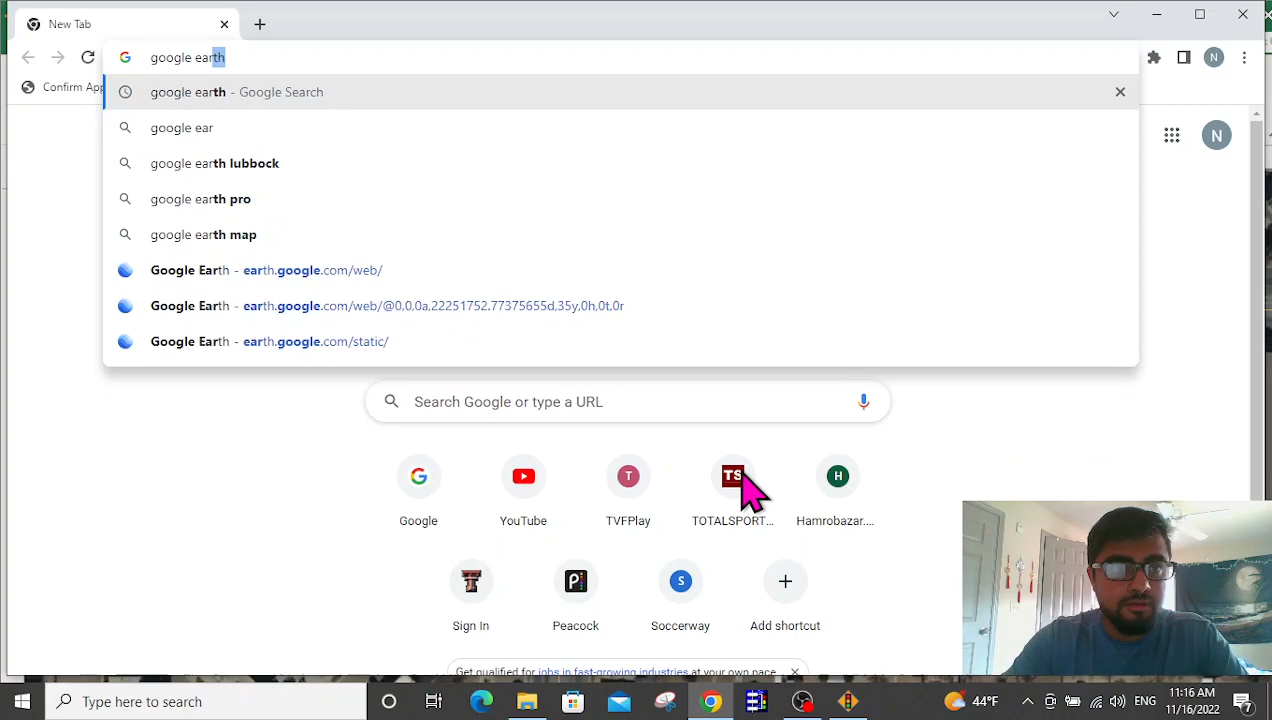 New Tab
google earth
Confirm App
google earth - Google Search
google ear
google earth lubbock
google earth pro
google earth map
Google Earth - earth.google.com/web/
Google Earth - earth.google.com/web/@0,0,0a,22251752.77375655d,35y,0h,0t,0r
Google Earth - earth.google.com/static/
N
N
Search Google or type a URL
T
TS
H
Google
YouTube
TVFPlay
TOTALSPORT...
Hamrobazar....
P
S
Sign In
Peacock
Soccerway
Add shortcut
Get qualified for jobs in fast-growing industries at your own pace
Type here to search
44°F
11:16 AM
11/16/2022
7